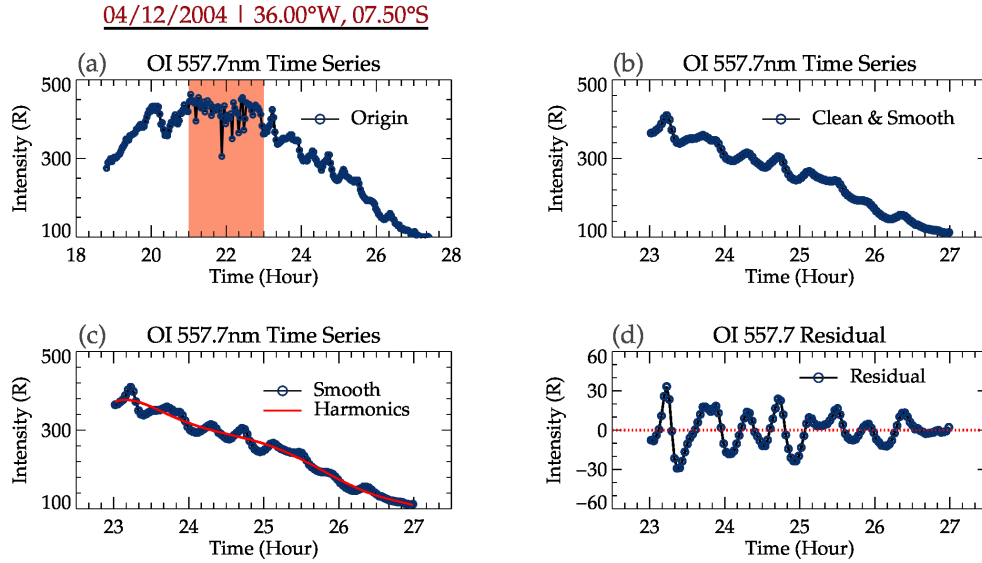 04/12/2004 | 36.00°W, 07.50°S
(a) OI 557.7nm Time Series
Intensity (R)
500
300
100
Origin
18 20 21 22 23 24 26 28
Time (Hour)
(b) OI 557.7nm Time Series
Intensity (R)
500
300
100
Clean & Smooth
23 24 25 26 27
Time (Hour)
(c) OI 557.7nm Time Series
Intensity (R)
500
300
100
Smooth
Harmonics
23 24 25 26 27
Time (Hour)
(d) OI 557.7 Residual
Intensity (R)
60
30
0
−30
−60
Residual
23 24 25 26 27
Time (Hour)